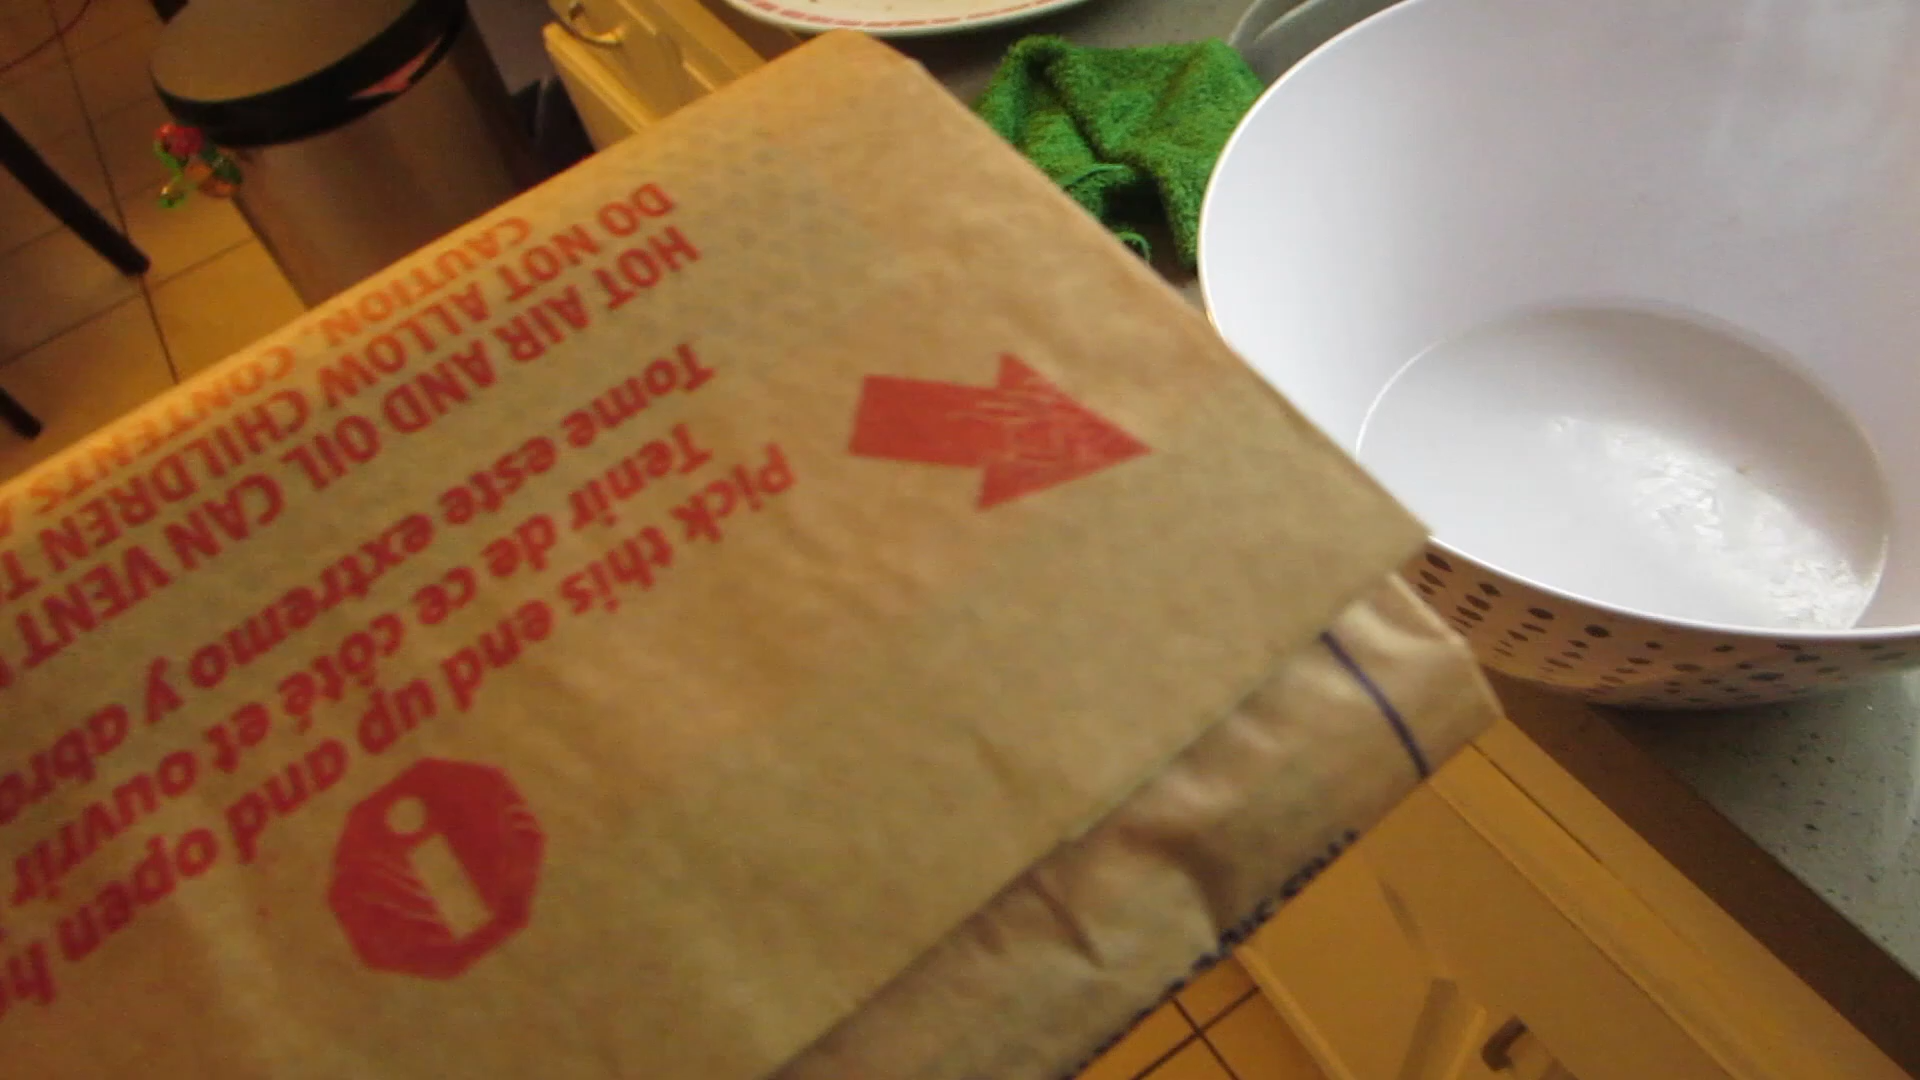 Pick this end up and open
Tenir de ce côté et ouvrir
Tome este extremo y
HOT AIR AND OIL CAN VENT
DO NOT ALLOW CHILDREN
CAUTION. CONTENTS